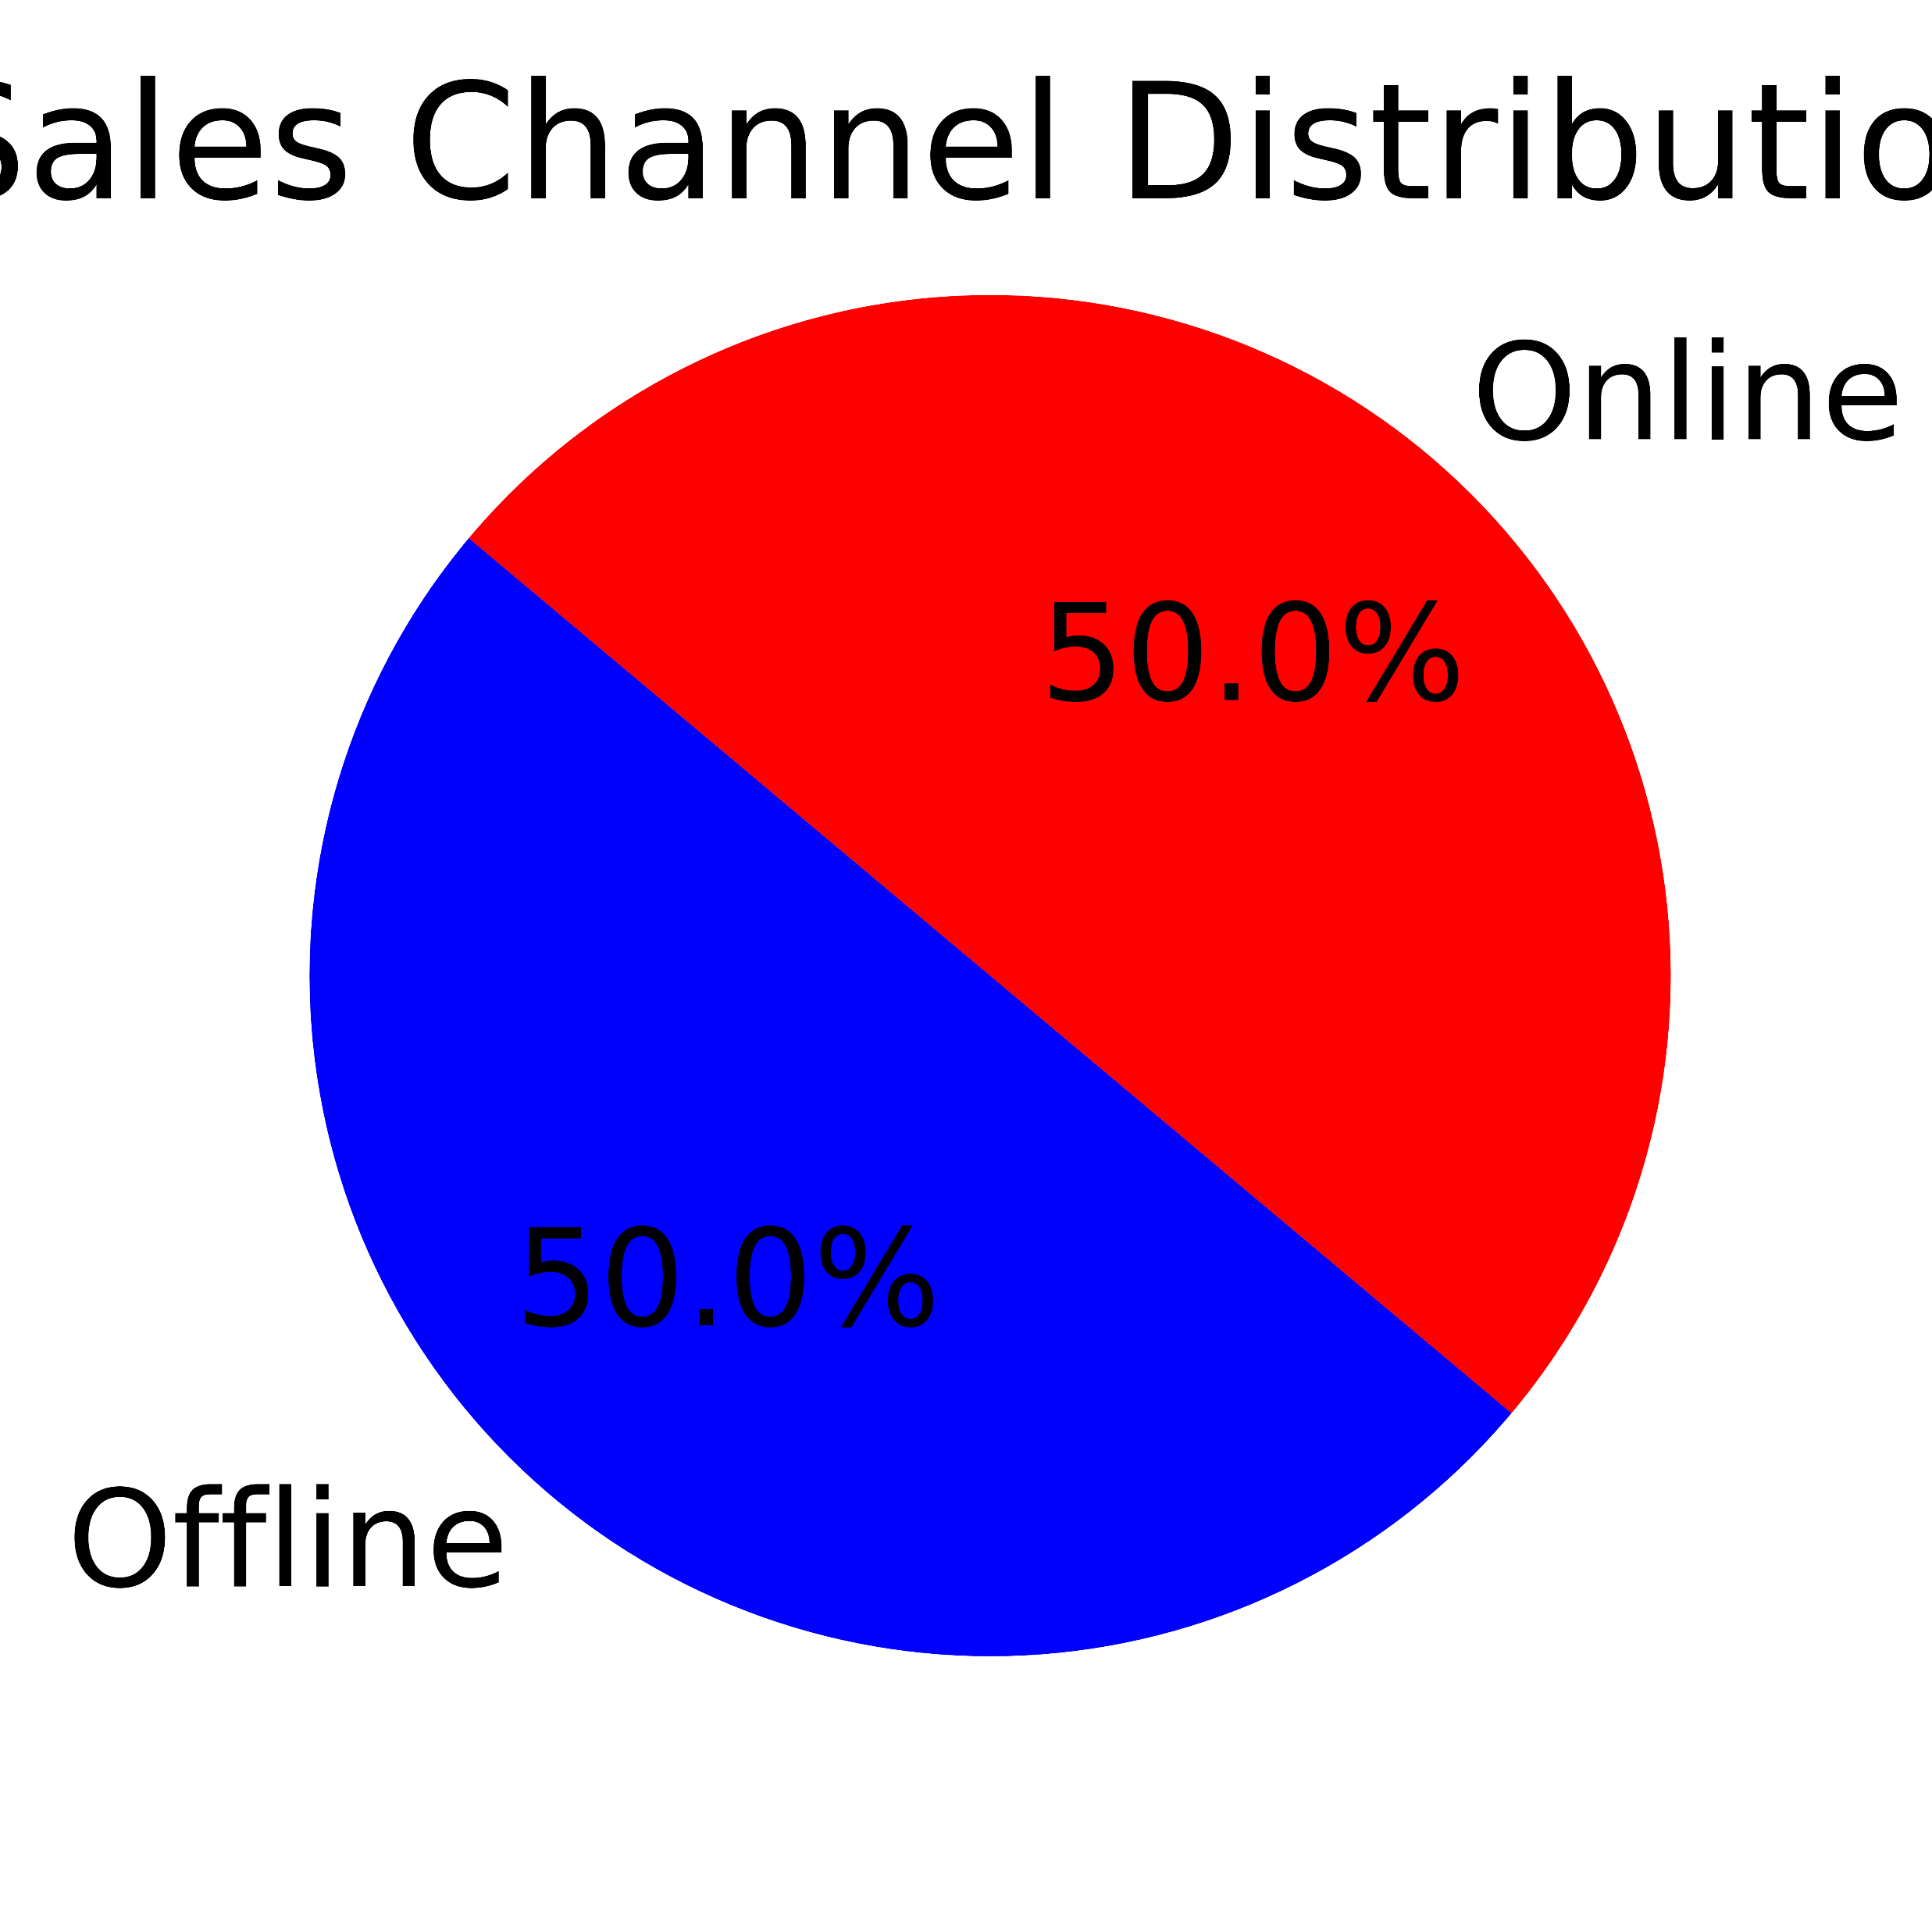 Sales Channel Distributio
Online
50.0%
50.0%
Offline